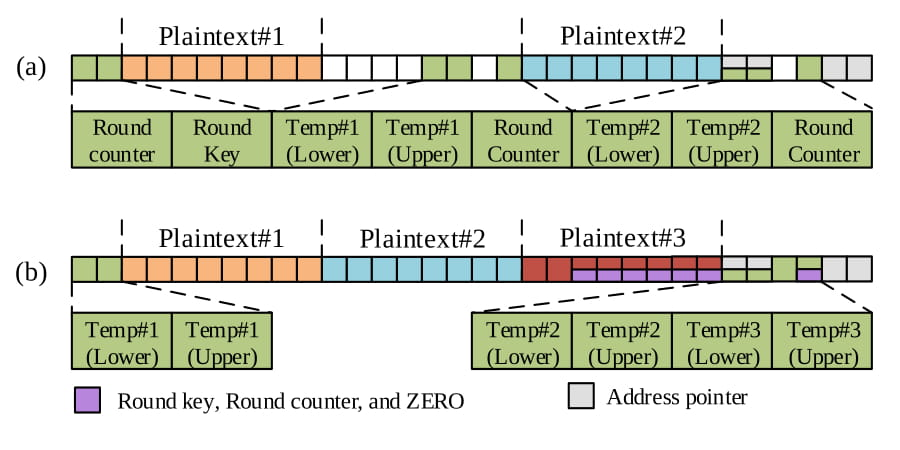 Plaintext#1 Plaintext#2
(a)
Round counter Round Key Temp#1 (Lower) Temp#1 (Upper) Round Counter Temp#2 (Lower) Temp#2 (Upper) Round Counter
Plaintext#1 Plaintext#2 Plaintext#3
(b)
Temp#1 (Lower) Temp#1 (Upper) Temp#2 (Lower) Temp#2 (Upper) Temp#3 (Lower) Temp#3 (Upper)
Round key, Round counter, and ZERO Address pointer